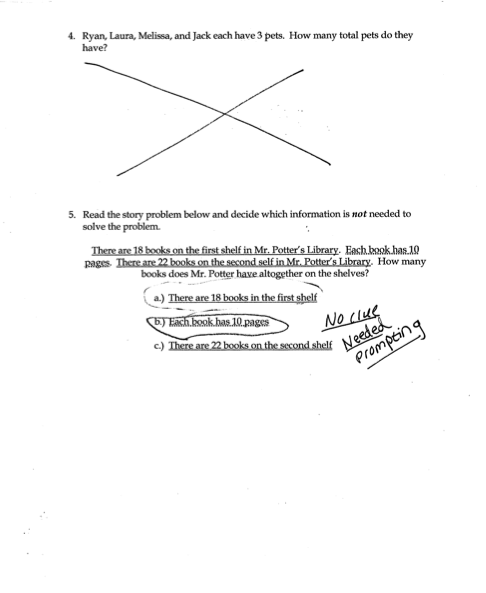 4. Ryan, Laura, Melissa, and Jack each have 3 pets. How many total pets do they
have?
5. Read the story problem below and decide which information is not needed to
solve the problem.
There are 18 books on the first shelf in Mr. Potter's Library. Each book has 10
pages. There are 22 books on the second self in Mr. Potter's Library. How many
books does Mr. Potter have altogether on the shelves?
a.) There are 18 books in the first shelf
b.) Each book has 10 pages
c.) There are 22 books on the second shelf
No clue
Needed
prompting